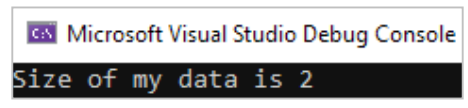 Microsoft Visual Studio Debug Console
Size of my data is 2